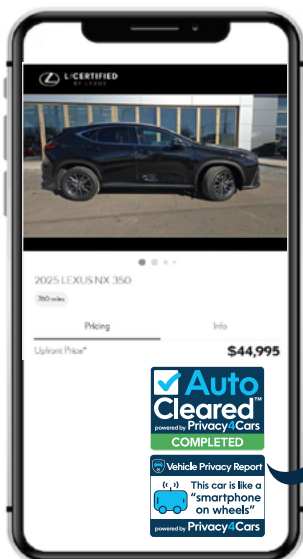 L/CERTIFIED
BY LEXUS
2025 LEXUS NX 350
360 miles
Pricing
Info
Upfront Price*
$44,995
Auto
Cleared™
powered by Privacy4Cars
COMPLETED
Vehicle Privacy Report
This car is like a
"smartphone
on wheels"
powered by Privacy4Cars